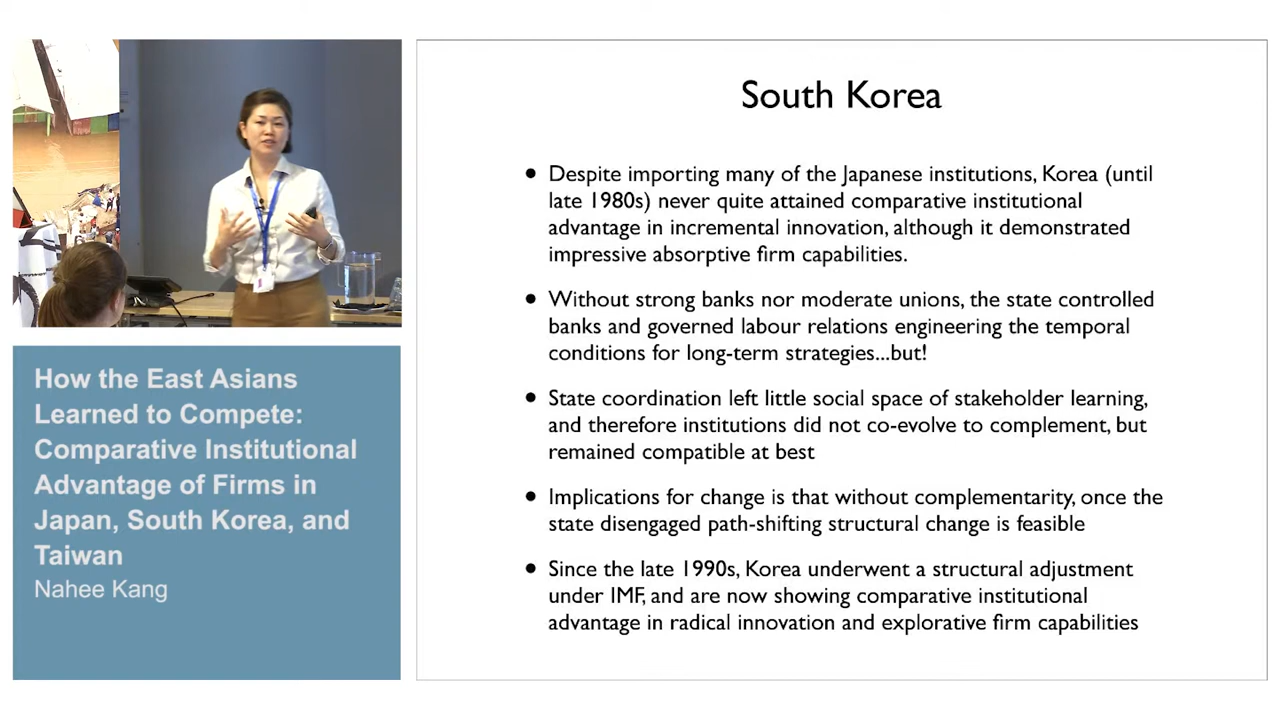 How the East Asians
Learned to Compete:
Comparative Institutional
Advantage of Firms in
Japan, South Korea, and
Taiwan
Nahee Kang
South Korea
• Despite importing many of the Japanese institutions, Korea (until
late 1980s) never quite attained comparative institutional
advantage in incremental innovation, although it demonstrated
impressive absorptive firm capabilities.
• Without strong banks nor moderate unions, the state controlled
banks and governed labour relations engineering the temporal
conditions for long-term strategies...but!
• State coordination left little social space of stakeholder learning,
and therefore institutions did not co-evolve to complement, but
remained compatible at best
• Implications for change is that without complementarity, once the
state disengaged path-shifting structural change is feasible
• Since the late 1990s, Korea underwent a structural adjustment
under IMF, and are now showing comparative institutional
advantage in radical innovation and explorative firm capabilities